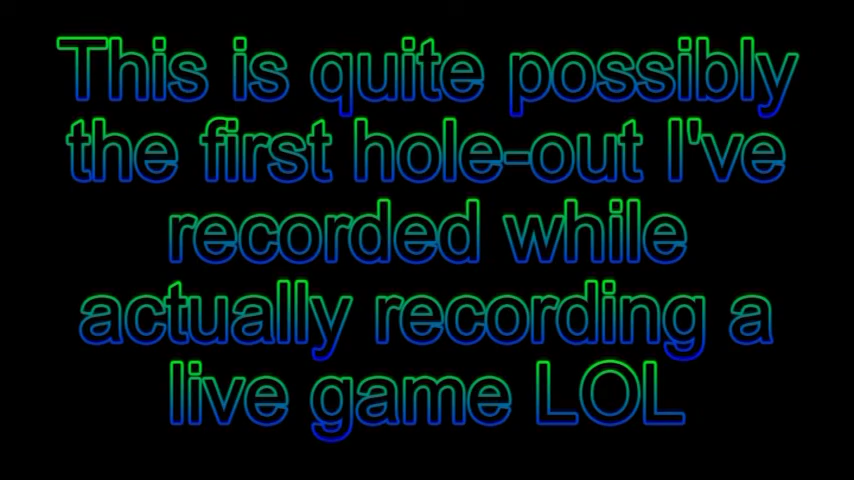 This is quite possibly
the first hole-out I've
recorded while
actually recording a
live game LOL